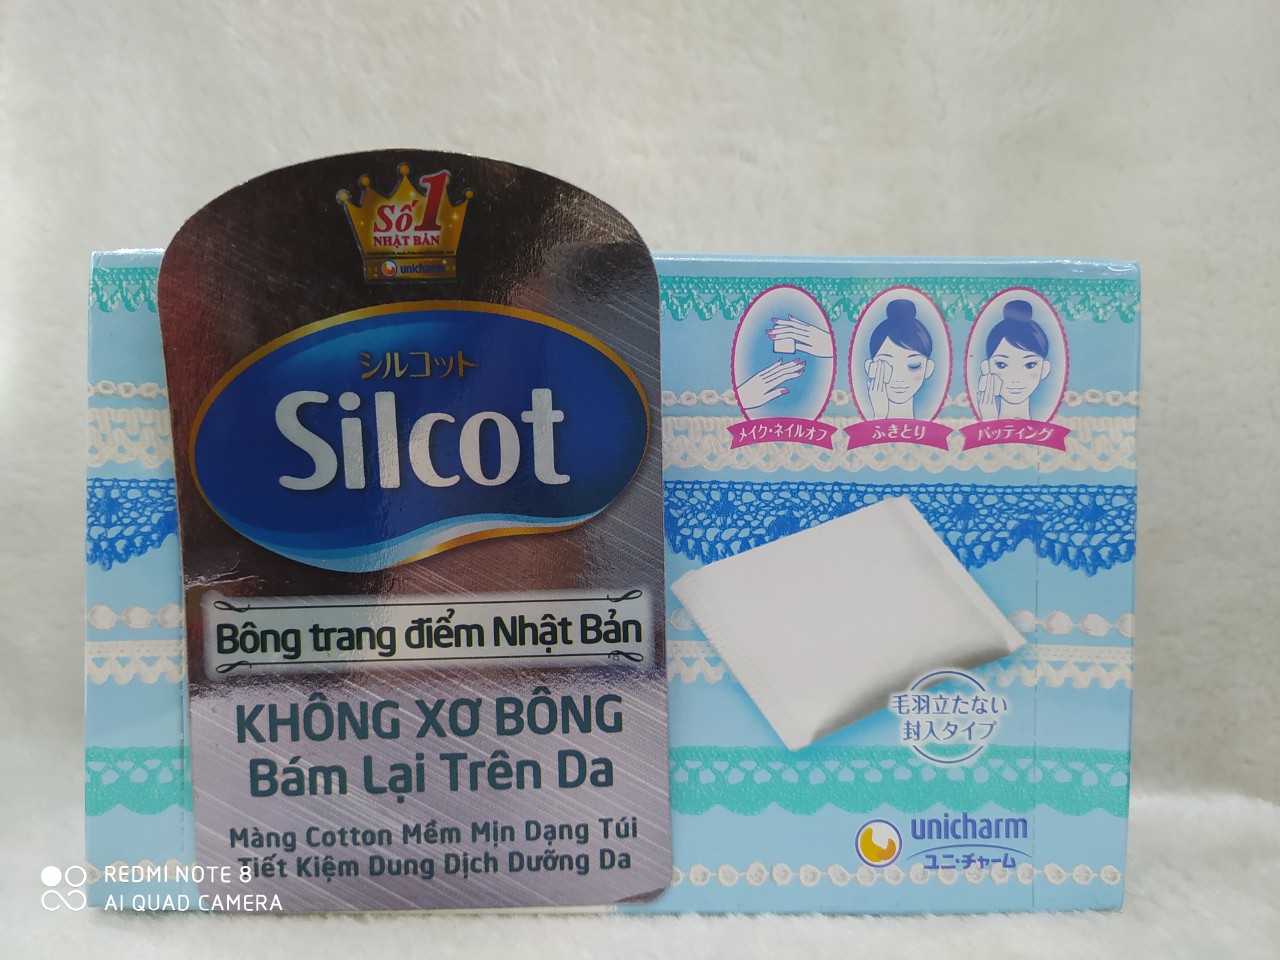 Số 1
NHẬT BẢN
unicharm
シルコット
Silcot
Bông trang điểm Nhật Bản
KHÔNG XƠ BÔNG
Bám Lại Trên Da
Màng Cotton Mềm Mịn Dạng Túi
Tiết Kiệm Dung Dịch Dưỡng Da
メイク・ネイルオフ
ふきとり
パッティング
毛羽立たない
封入タイプ
unicharm
ユニ・チャーム
REDMI NOTE 8
AI QUAD CAMERA